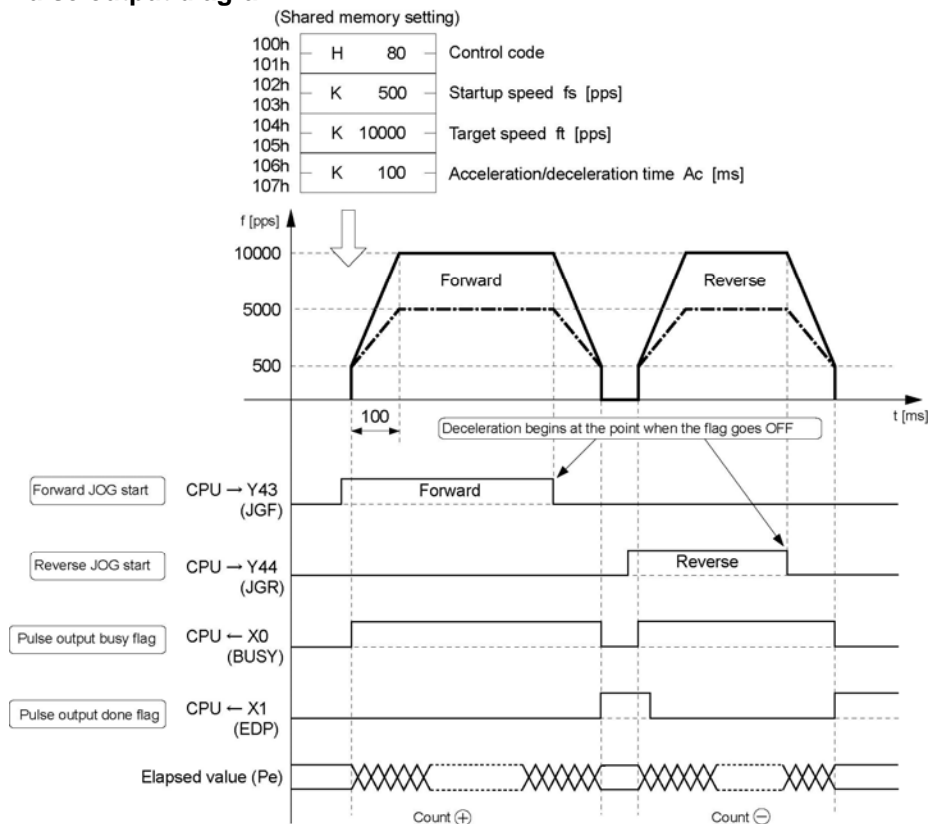 (Shared memory setting)
100h
101h
H 80
Control code
102h
103h
K 500
Startup speed fs [pps]
104h
105h
K 10000
Target speed ft [pps]
106h
107h
K 100
Acceleration/deceleration time Ac [ms]
f [pps]
10000
Forward
Reverse
5000
500
t [ms]
100
Deceleration begins at the point when the flag goes OFF
Forward JOG start
CPU → Y43
(JGF)
Forward
Reverse JOG start
CPU → Y44
(JGR)
Reverse
Pulse output busy flag
CPU ← X0
(BUSY)
Pulse output done flag
CPU ← X1
(EDP)
Elapsed value (Pe)
Count ⊕
Count ⊖